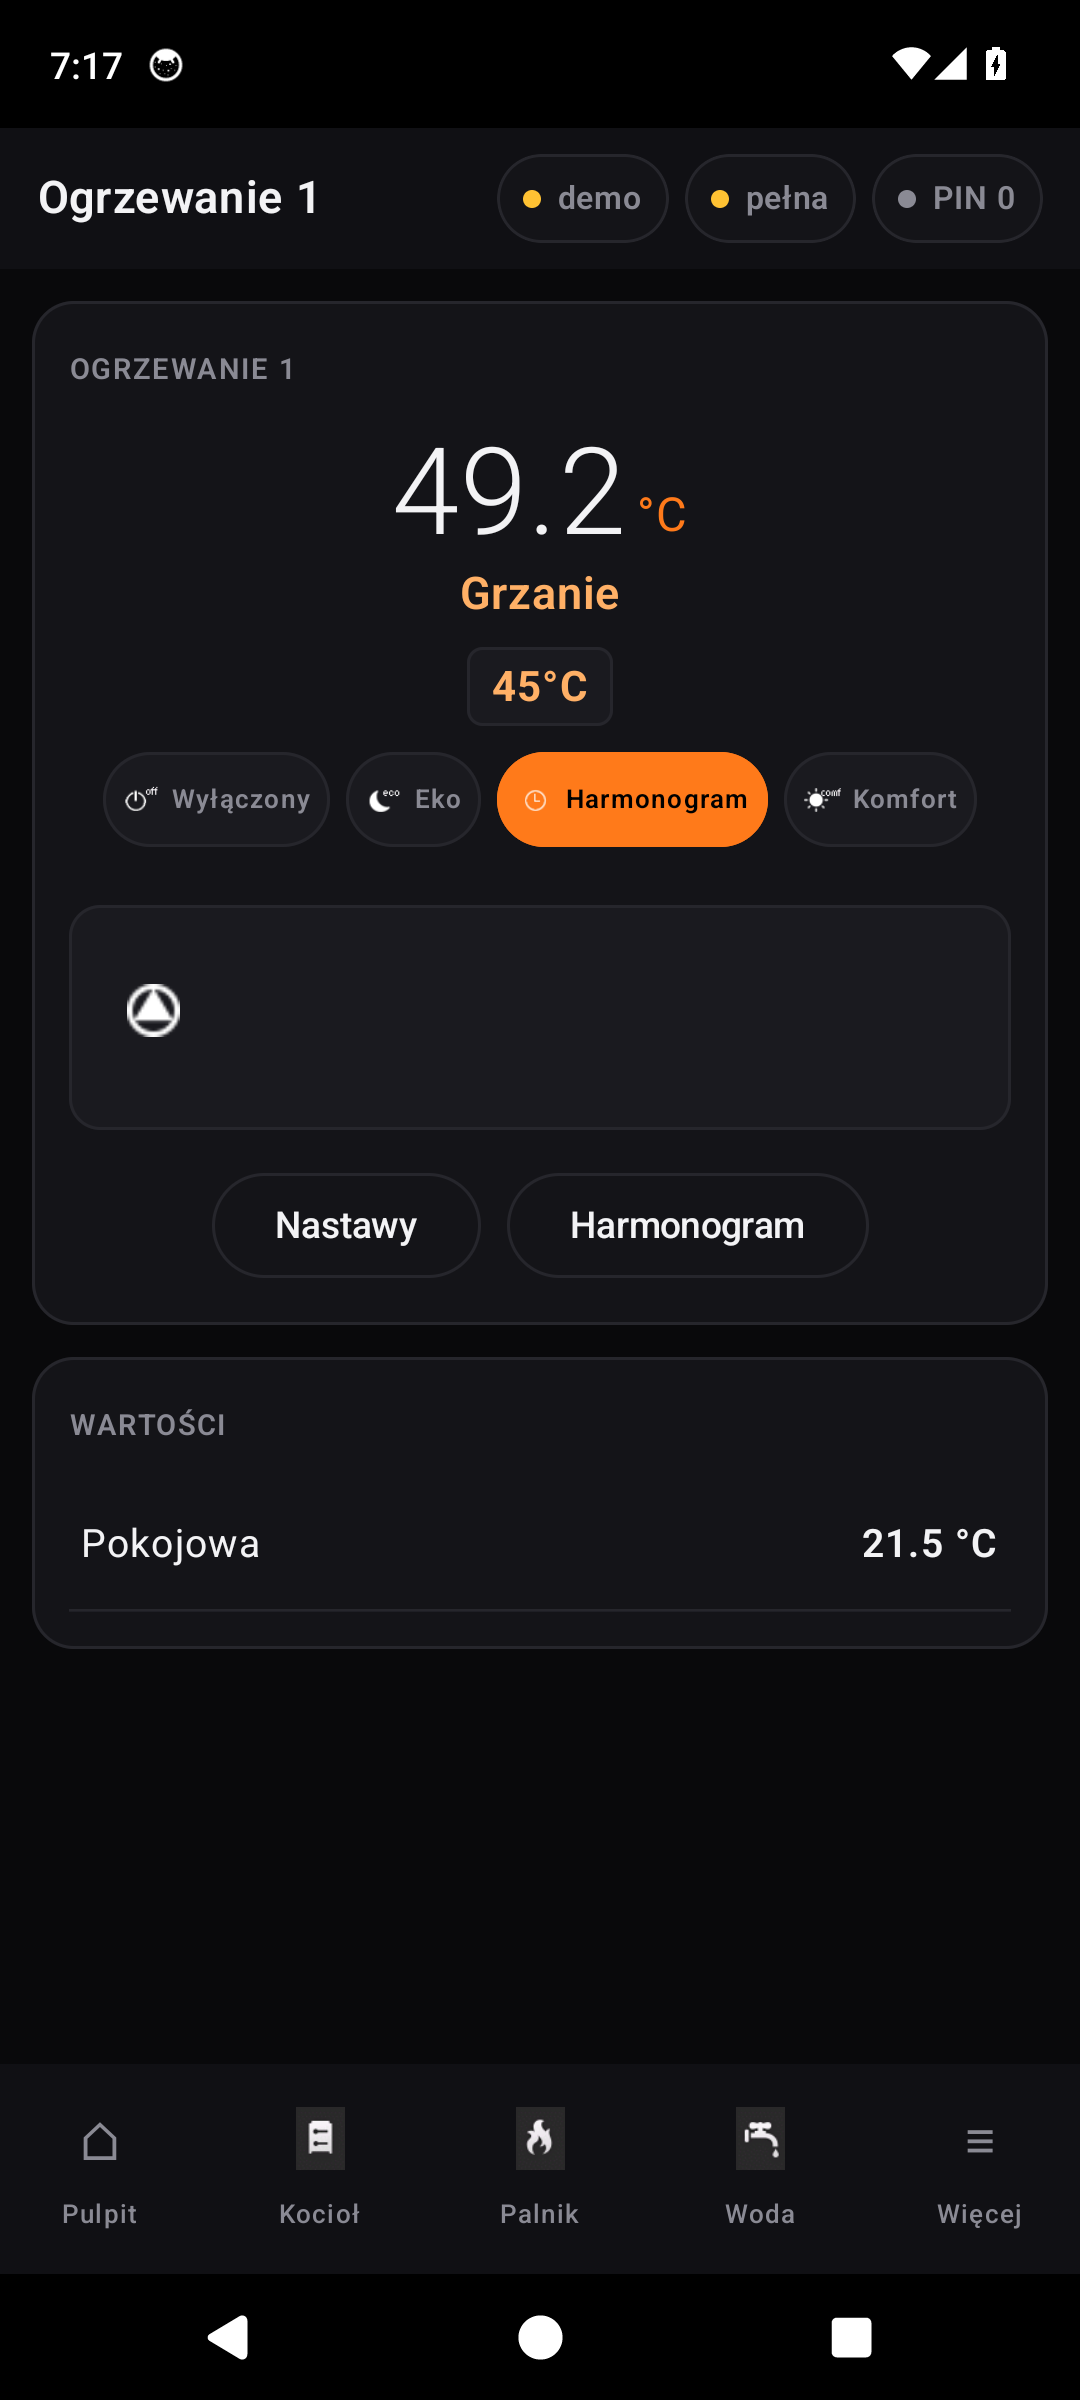 7:17
Ogrzewanie 1
demo
pełna
PIN 0
OGRZEWANIE 1
49.2 °C
Grzanie
45°C
off Wyłączony
eco Eko
Harmonogram
comf Komfort
Nastawy
Harmonogram
WARTOŚCI
Pokojowa 21.5 °C
Pulpit
Kocioł
Palnik
Woda
Więcej